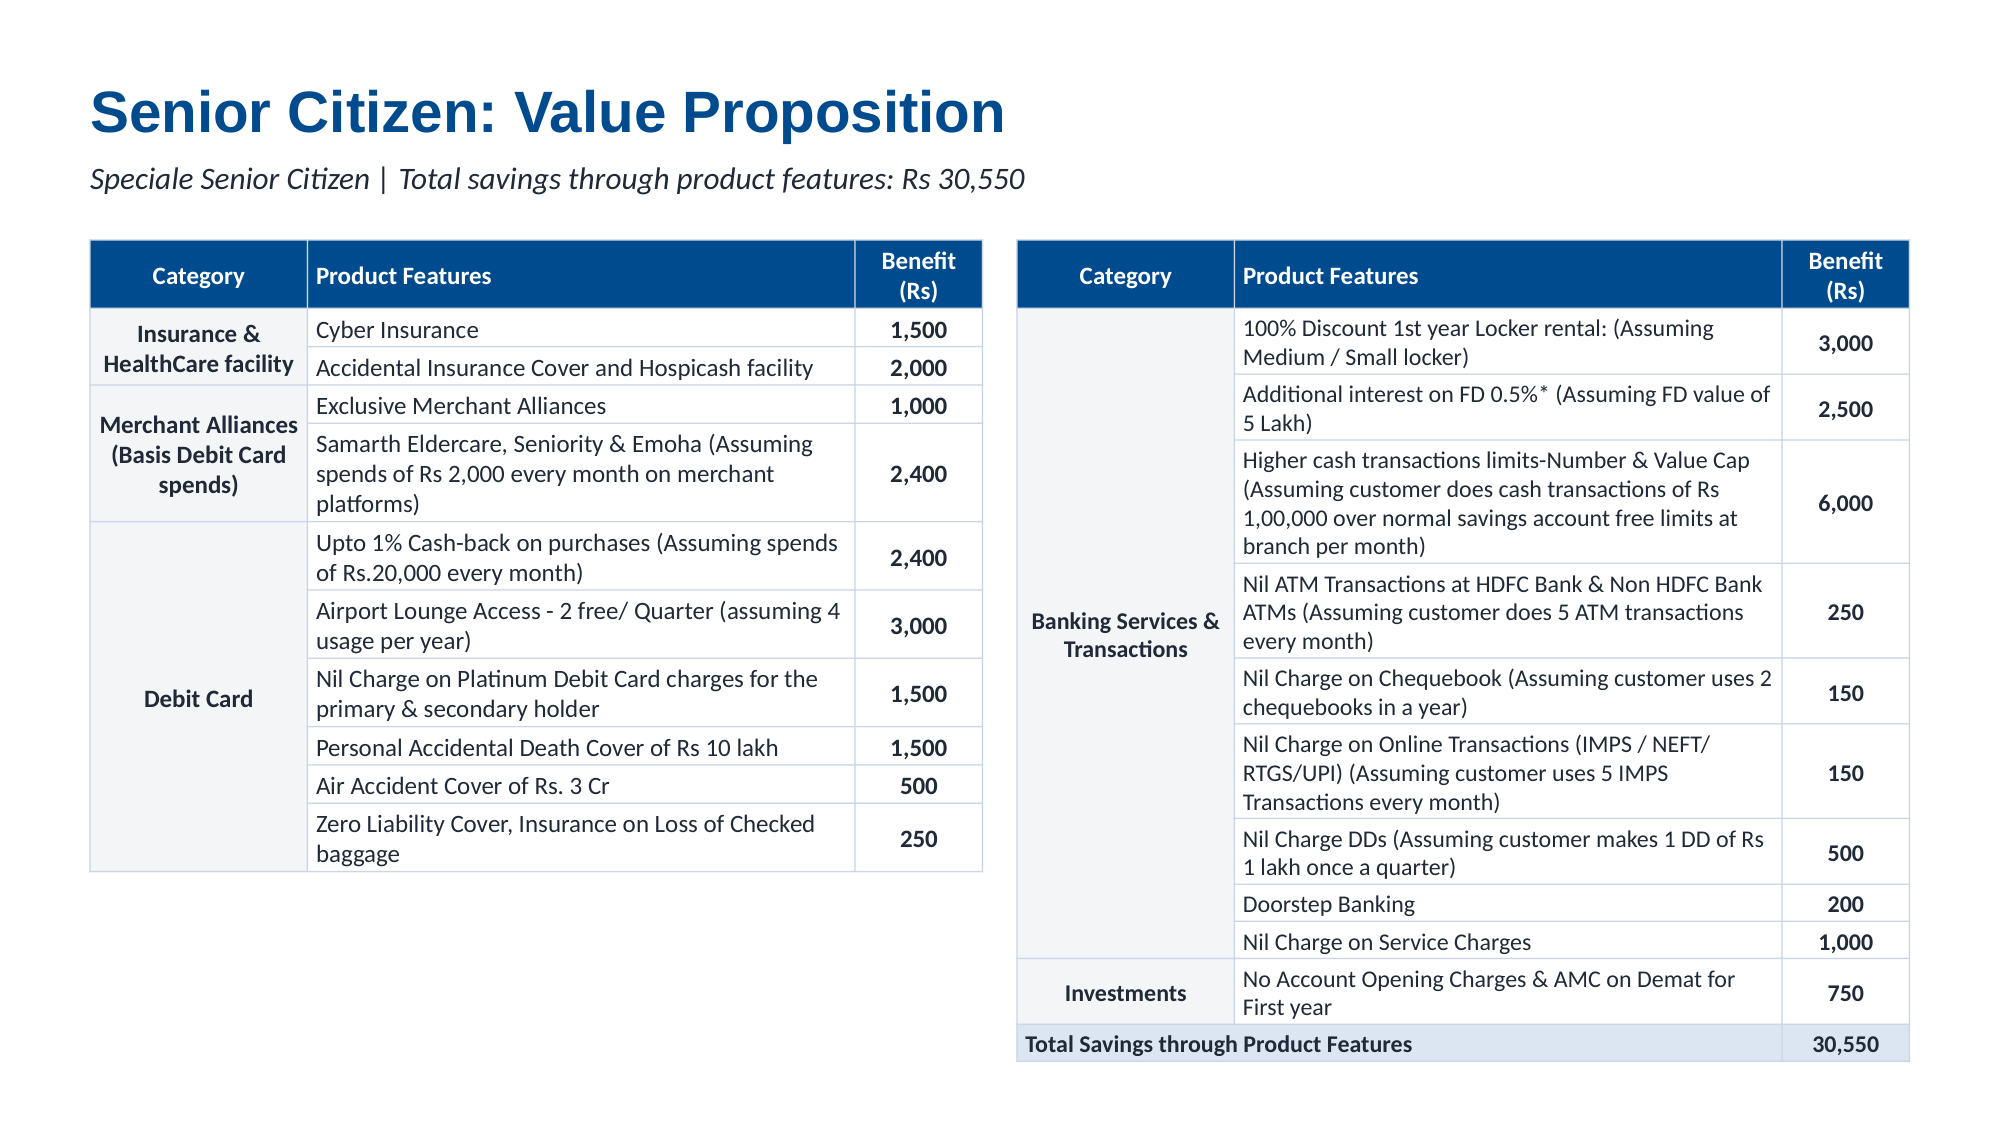 Senior Citizen: Value Proposition
Speciale Senior Citizen | Total savings through product features: Rs 30,550
Category
Product Features
Benefit
(Rs)
Insurance &
HealthCare facility
Cyber Insurance
1,500
Accidental Insurance Cover and Hospicash facility
2,000
Merchant Alliances
(Basis Debit Card
spends)
Exclusive Merchant Alliances
1,000
Samarth Eldercare, Seniority & Emoha (Assuming
spends of Rs 2,000 every month on merchant
platforms)
2,400
Debit Card
Upto 1% Cash-back on purchases (Assuming spends
of Rs.20,000 every month)
2,400
Airport Lounge Access - 2 free/ Quarter (assuming 4
usage per year)
3,000
Nil Charge on Platinum Debit Card charges for the
primary & secondary holder
1,500
Personal Accidental Death Cover of Rs 10 lakh
1,500
Air Accident Cover of Rs. 3 Cr
500
Zero Liability Cover, Insurance on Loss of Checked
baggage
250
Category
Product Features
Benefit
(Rs)
Banking Services &
Transactions
100% Discount 1st year Locker rental: (Assuming
Medium / Small locker)
3,000
Additional interest on FD 0.5%* (Assuming FD value of
5 Lakh)
2,500
Higher cash transactions limits-Number & Value Cap
(Assuming customer does cash transactions of Rs
1,00,000 over normal savings account free limits at
branch per month)
6,000
Nil ATM Transactions at HDFC Bank & Non HDFC Bank
ATMs (Assuming customer does 5 ATM transactions
every month)
250
Nil Charge on Chequebook (Assuming customer uses 2
chequebooks in a year)
150
Nil Charge on Online Transactions (IMPS / NEFT/
RTGS/UPI) (Assuming customer uses 5 IMPS
Transactions every month)
150
Nil Charge DDs (Assuming customer makes 1 DD of Rs
1 lakh once a quarter)
500
Doorstep Banking
200
Nil Charge on Service Charges
1,000
Investments
No Account Opening Charges & AMC on Demat for
First year
750
Total Savings through Product Features
30,550